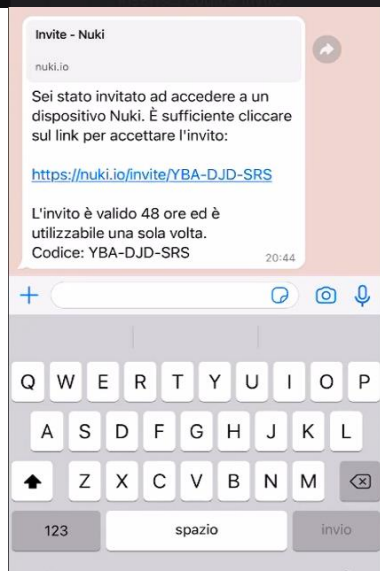 Invite - Nuki
nuki.io
Sei stato invitato ad accedere a un
dispositivo Nuki. È sufficiente cliccare
sul link per accettare l'invito:
https://nuki.io/invite/YBA-DJD-SRS
L'invito è valido 48 ore ed è
utilizzabile una sola volta.
Codice: YBA-DJD-SRS
20:44
Q W E R T Y U I O P
A S D F G H J K L
Z X C V B N M
123 spazio invio